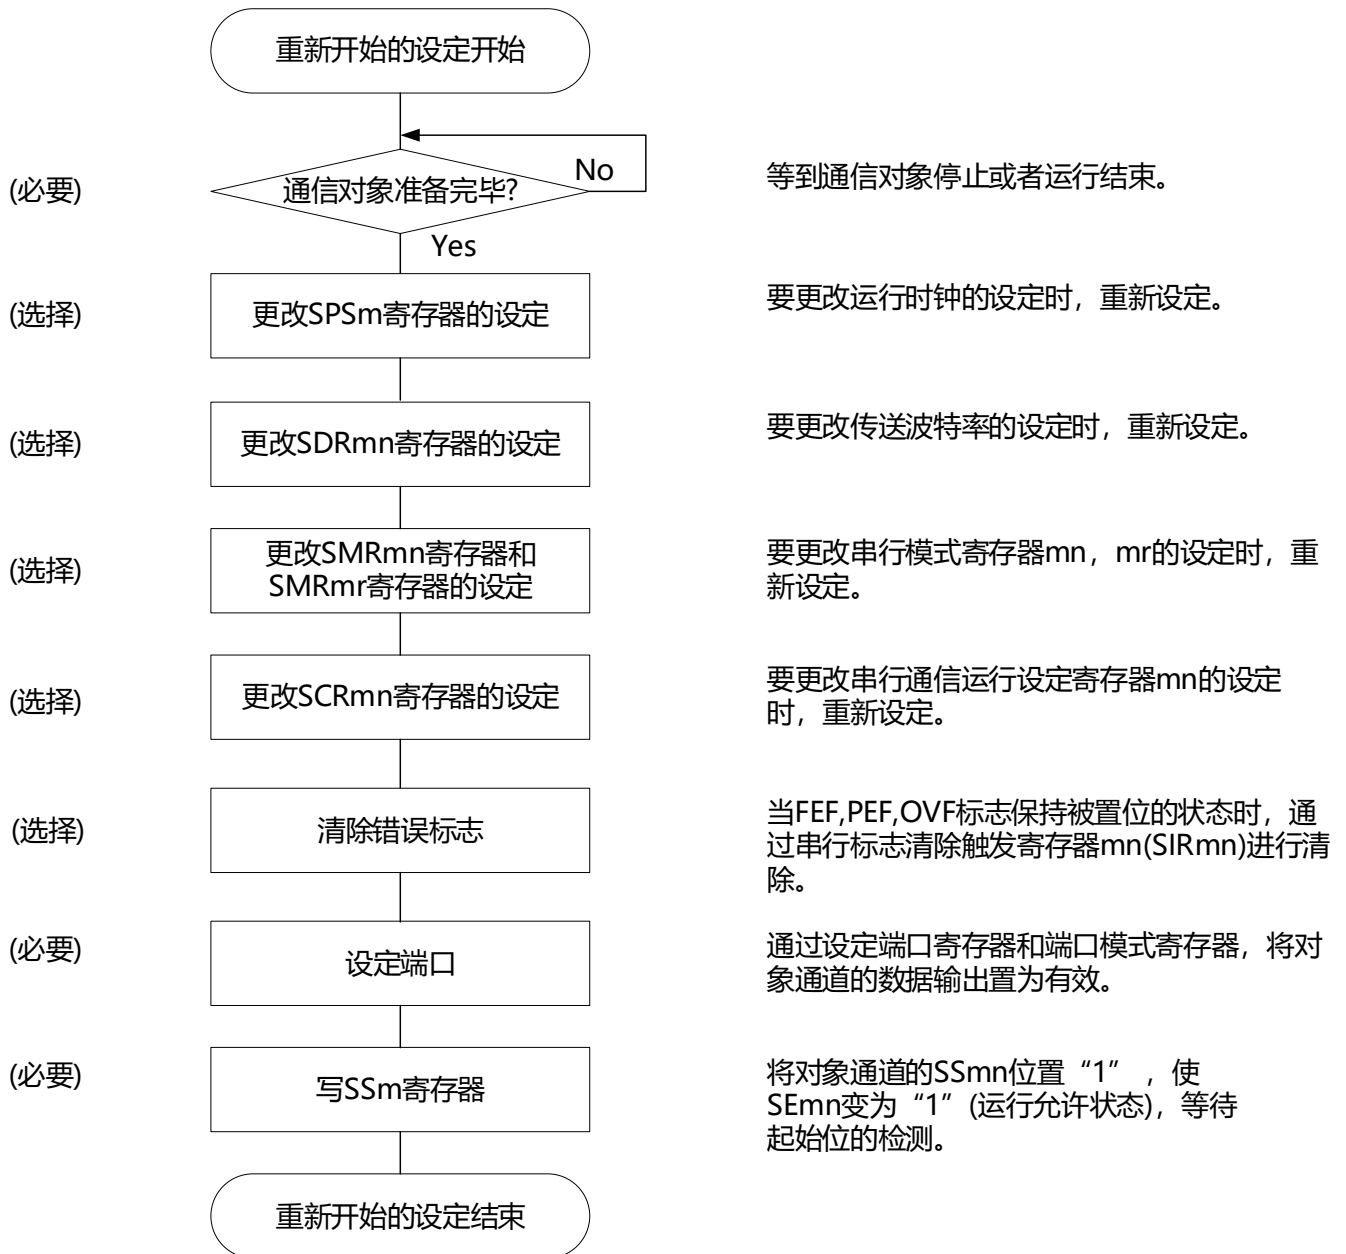 重新开始的设定开始
No
(必要)
通信对象准备完毕?
等到通信对象停止或者运行结束。
Yes
(选择)
更改SPSm寄存器的设定
要更改运行时钟的设定时，重新设定。
(选择)
更改SDRmn寄存器的设定
要更改传送波特率的设定时，重新设定。
(选择)
更改SMRmn寄存器和
SMRmr寄存器的设定
要更改串行模式寄存器mn，mr的设定时，重
新设定。
(选择)
更改SCRmn寄存器的设定
要更改串行通信运行设定寄存器mn的设定
时，重新设定。
(选择)
清除错误标志
当FEF,PEF,OVF标志保持被置位的状态时，通
过串行标志清除触发寄存器mn(SIRmn)进行清
除。
(必要)
设定端口
通过设定端口寄存器和端口模式寄存器，将对
象通道的数据输出置为有效。
(必要)
写SSm寄存器
将对象通道的SSmn位置“1”，使
SEmn变为“1”(运行允许状态)，等待
起始位的检测。
重新开始的设定结束